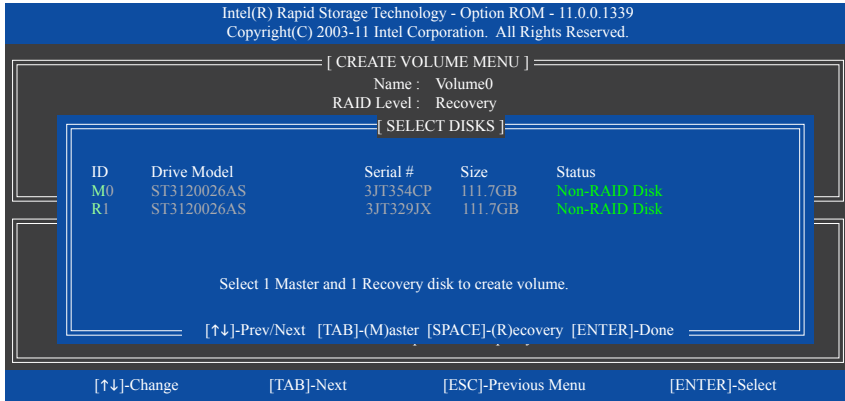 Intel(R) Rapid Storage Technology - Option ROM - 11.0.0.1339
Copyright(C) 2003-11 Intel Corporation. All Rights Reserved.
[ CREATE VOLUME MENU ]
Name : Volume0
RAID Level : Recovery
[ SELECT DISKS ]
ID Drive Model Serial # Size Status
M0 ST3120026AS 3JT354CP 111.7GB Non-RAID Disk
R1 ST3120026AS 3JT329JX 111.7GB Non-RAID Disk
Select 1 Master and 1 Recovery disk to create volume.
[↑↓]-Prev/Next [TAB]-(M)aster [SPACE]-(R)ecovery [ENTER]-Done
[↑↓]-Change [TAB]-Next [ESC]-Previous Menu [ENTER]-Select